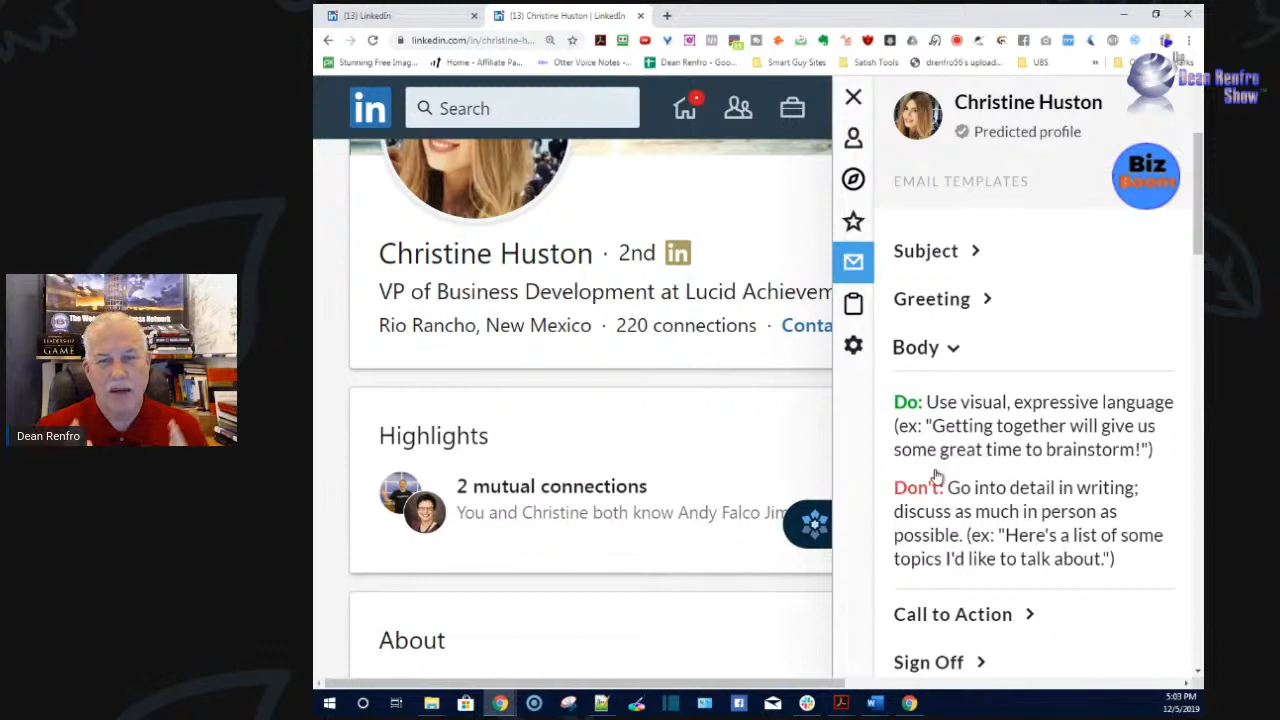 (13) LinkedIn
(13) Christine Huston | LinkedIn
linkedin.com/in/christine-h...
Stunning Free Imag...
Home - Affiliate Pa...
Otter Voice Notes -...
Dean Renfro - Goo...
Smart Guy Sites
Satish Tools
drenfro56's upload...
UBS
the
Dean Renfro
Show™
in
Search
Christine Huston · 2nd in
VP of Business Development at Lucid Achievem
Rio Rancho, New Mexico · 220 connections · Conta
Highlights
2 mutual connections
You and Christine both know Andy Falco Jim
About
Christine Huston
Predicted profile
EMAIL TEMPLATES
Biz
Boom
Subject
Greeting
Body
Do: Use visual, expressive language
(ex: "Getting together will give us
some great time to brainstorm!")
Don't: Go into detail in writing;
discuss as much in person as
possible. (ex: "Here's a list of some
topics I'd like to talk about.")
Call to Action
Sign Off
LEADERSHIP
GAME
Dean Renfro
5:03 PM
12/5/2019